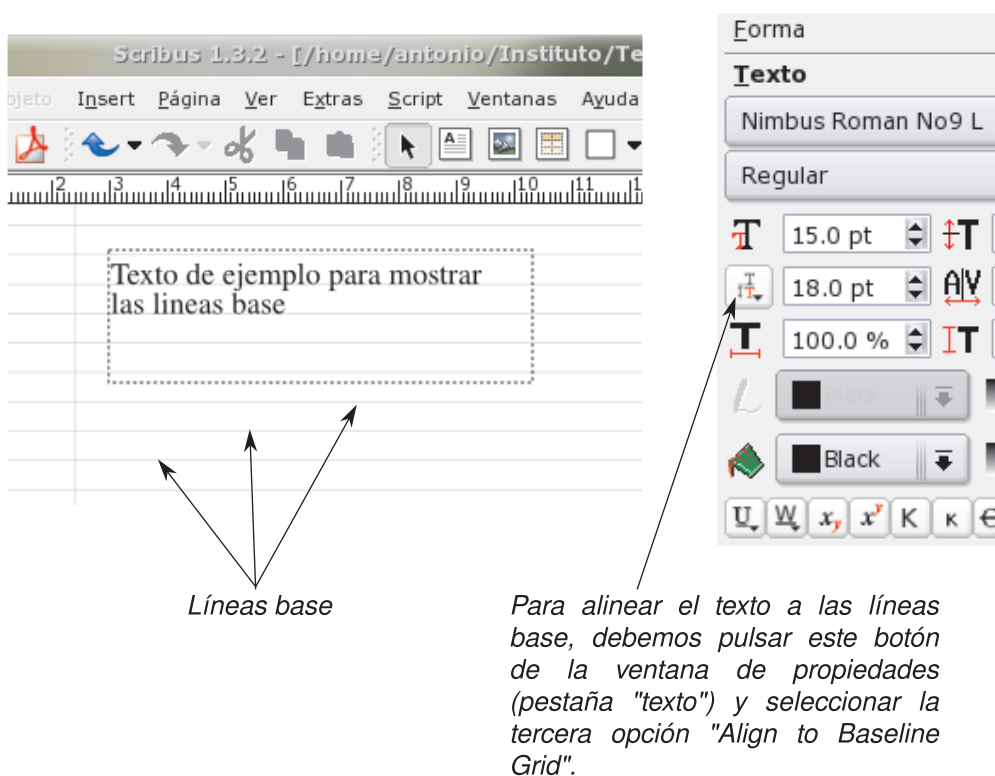 Scribus 1.3.2 - [/home/antonio/Instituto/Te
bjeto Insert Página Ver Extras Script Ventanas Ayuda
2 3 4 5 6 7 8 9 10 11 1
Texto de ejemplo para mostrar
las lineas base
Líneas base
Forma
Texto
Nimbus Roman No9 L
Regular
15.0 pt
18.0 pt
100.0 %
Black
Black
U W xy xy K K
Para alinear el texto a las líneas
base, debemos pulsar este botón
de la ventana de propiedades
(pestaña "texto") y seleccionar la
tercera opción "Align to Baseline
Grid".